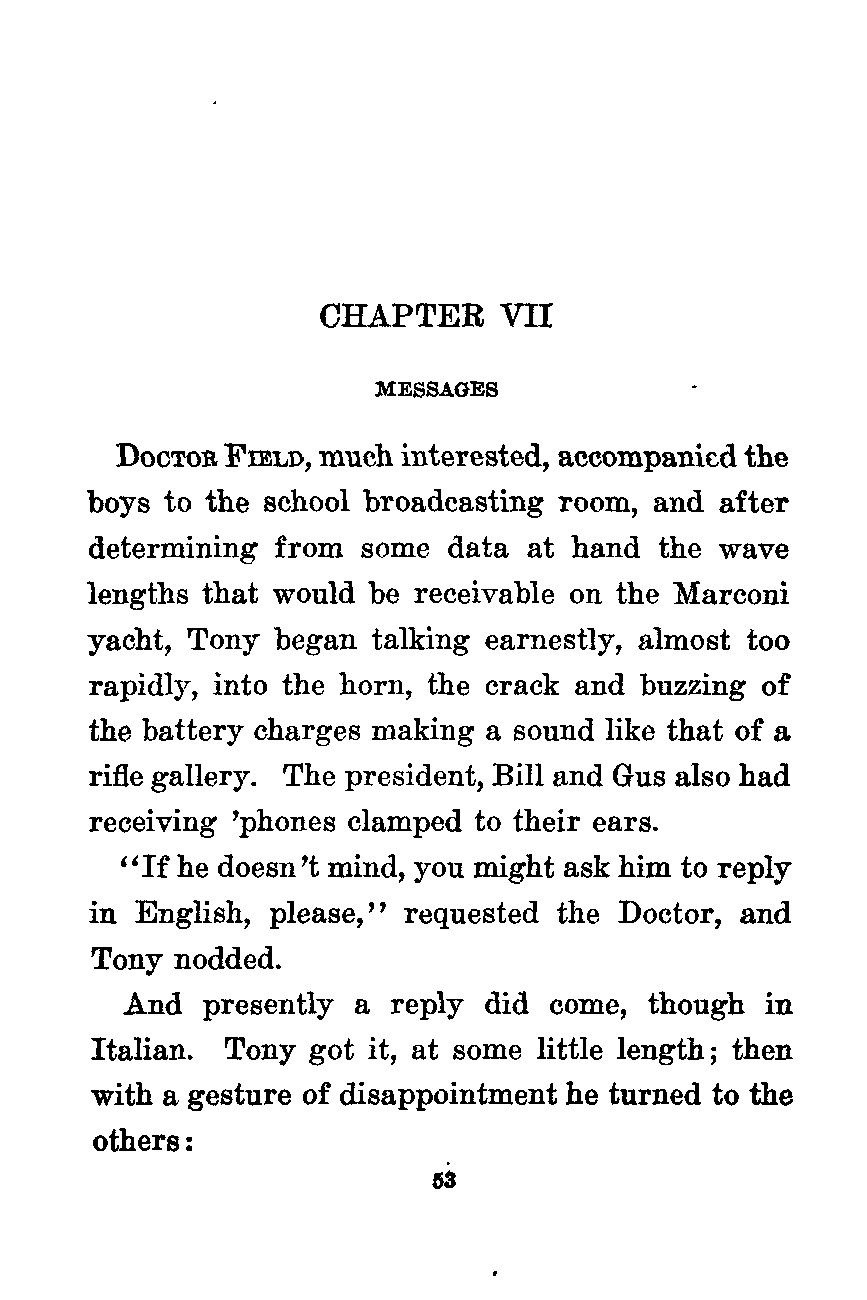 CHAPTER VII
MESSAGES
DOCTOR FIELD, much interested, accompanied the
boys to the school broadcasting room, and after
determining from some data at hand the wave
lengths that would be receivable on the Marconi
yacht, Tony began talking earnestly, almost too
rapidly, into the horn, the crack and buzzing of
the battery charges making a sound like that of a
rifle gallery. The president, Bill and Gus also had
receiving ’phones clamped to their ears.
“If he doesn’t mind, you might ask him to reply
in English, please,” requested the Doctor, and
Tony nodded.
And presently a reply did come, though in
Italian. Tony got it, at some little length; then
with a gesture of disappointment he turned to the
others:
53